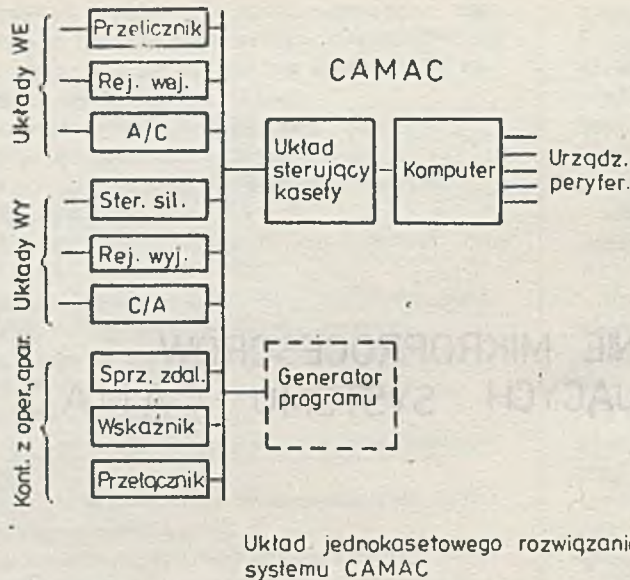 CAMAC
Układy WE
Przelicznik
Rej. wej.
A/C
Układy WY
Ster. sil.
Rej. wyj.
C/A
Kont. z oper., apar.
Sprz. zdal.
Wskaźnik
Przełącznik
Układ
sterujący
kasety
Komputer
Urządz.
peryfer.
Generator
programu
Układ jednokasetowego rozwiązani
systemu CAMAC